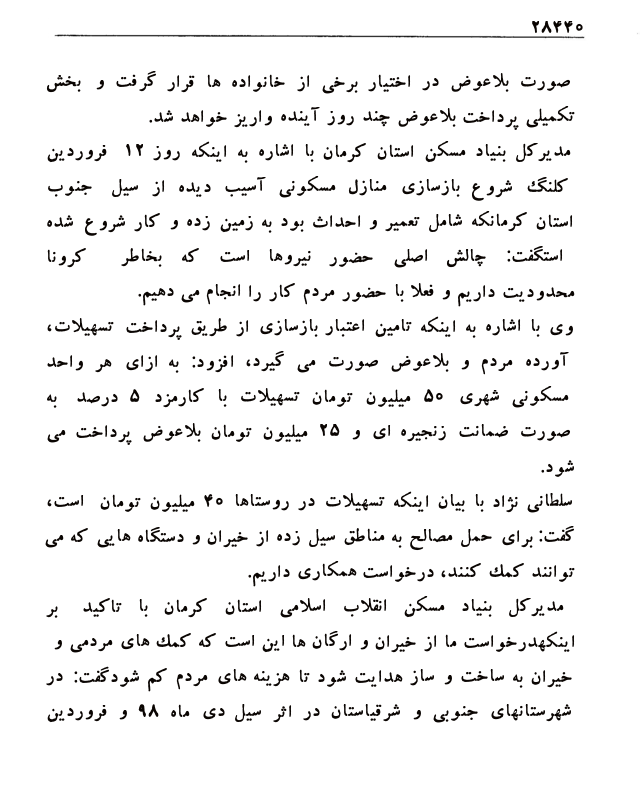 ۲۸۴۴۰
صورت بلاعوض در اختیار برخی از خانواده ها قرار گرفت و بخش
تکمیلی پرداخت بلاعوض چند روز آینده واریز خواهد شد.
مدیرکل بنیاد مسکن استان کرمان با اشاره به اینکه روز ۱۲ فروردین
کلنگ شروع بازسازی منازل مسکونی آسیب دیده از سیل جنوب
استان کرمانکه شامل تعمیر و احداث بود به زمین زده و کار شروع شده
استگفت: چالش اصلی حضور نیروها است که بخاطر کرونا
محدودیت داریم و فعلا با حضور مردم کار را انجام می دهیم.
وی با اشاره به اینکه تامین اعتبار بازسازی از طریق پرداخت تسهیلات،
آورده مردم و بلاعوض صورت می گیرد، افزود: به ازای هر واحد
مسکونی شهری ۵۰ میلیون تومان تسهیلات با کارمزد ۵ درصد به
صورت ضمانت زنجیره ای و ۲۵ میلیون تومان بلاعوض پرداخت می
شود.
سلطانی نژاد با بیان اینکه تسهیلات در روستاها ۴۰ میلیون تومان است،
گفت: برای حمل مصالح به مناطق سیل زده از خیران و دستگاه هایی که می
توانند کمك کنند، درخواست همکاری داریم.
مدیرکل بنیاد مسکن انقلاب اسلامی استان کرمان با تاکید بر
اینکهدرخواست ما از خیران و ارگان ها این است که کمك های مردمی و
خیران به ساخت و ساز هدایت شود تا هزینه های مردم کم شودگفت: در
شهرستانهای جنوبی و شرقیاستان در اثر سیل دی ماه ۹۸ و فروردین